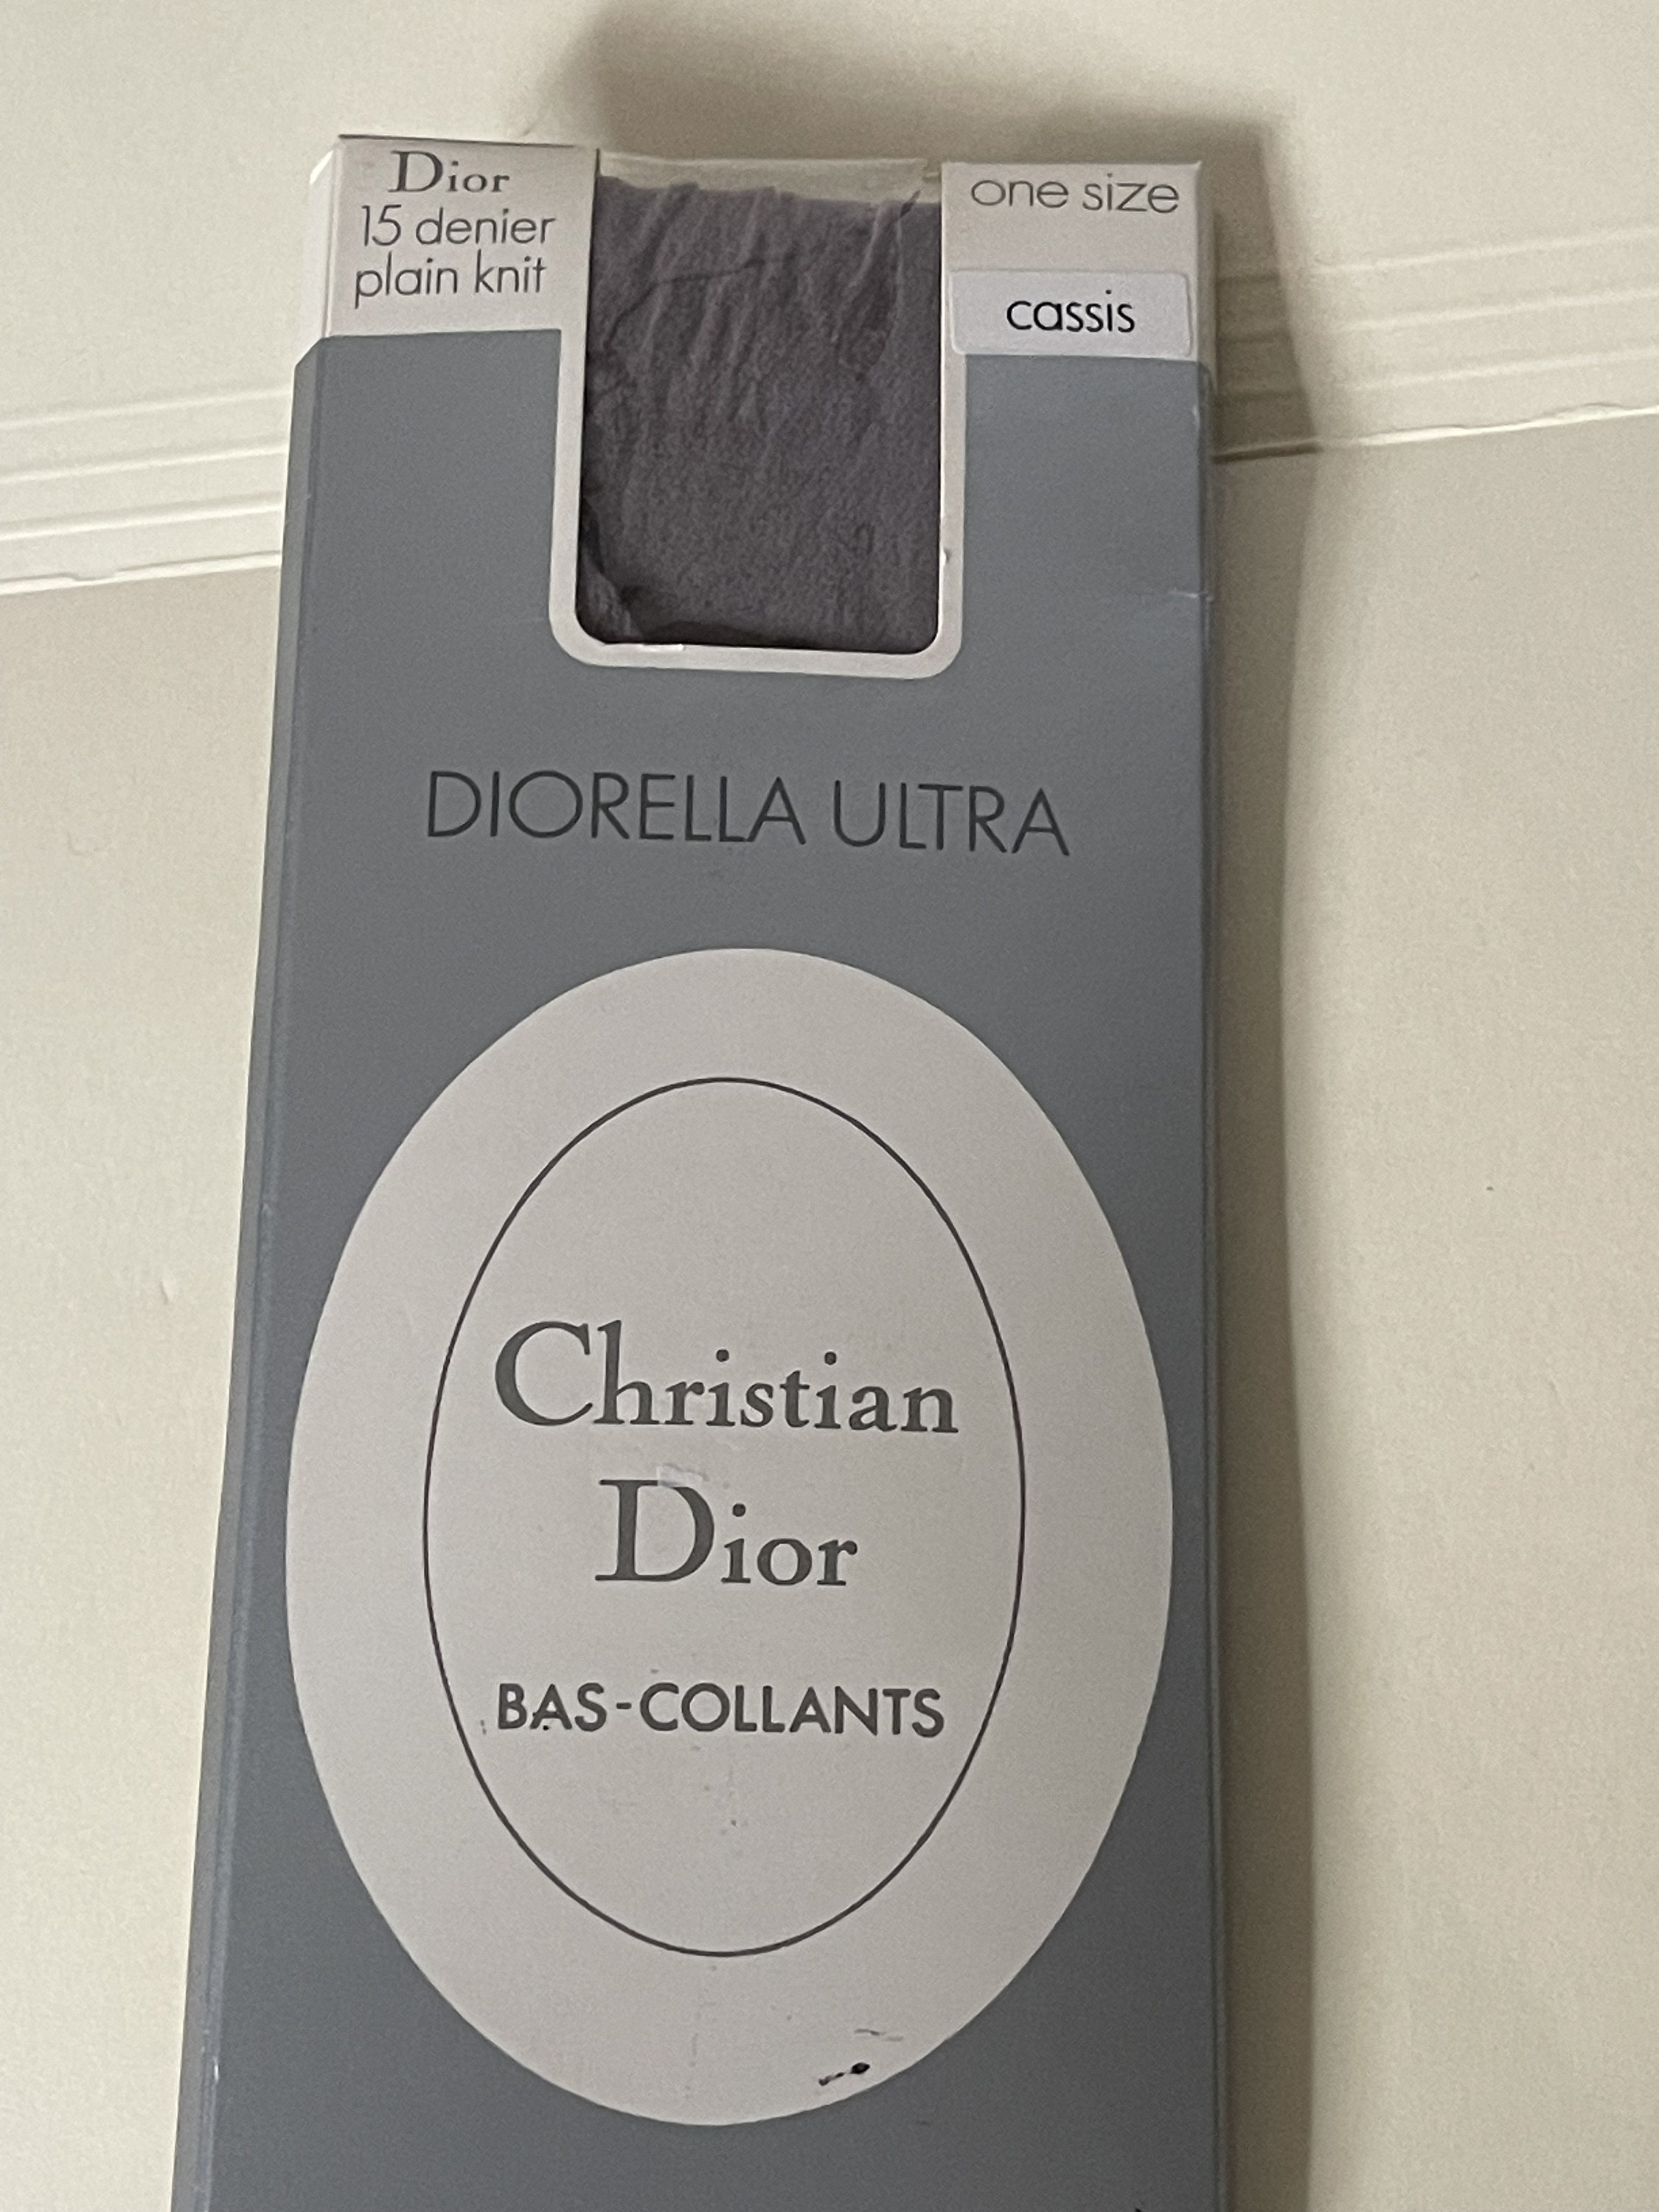 Dior
15 denier
plain knit
one size
cassis
DIORELLA ULTRA
Christian
Dior
BAS-COLLANTS